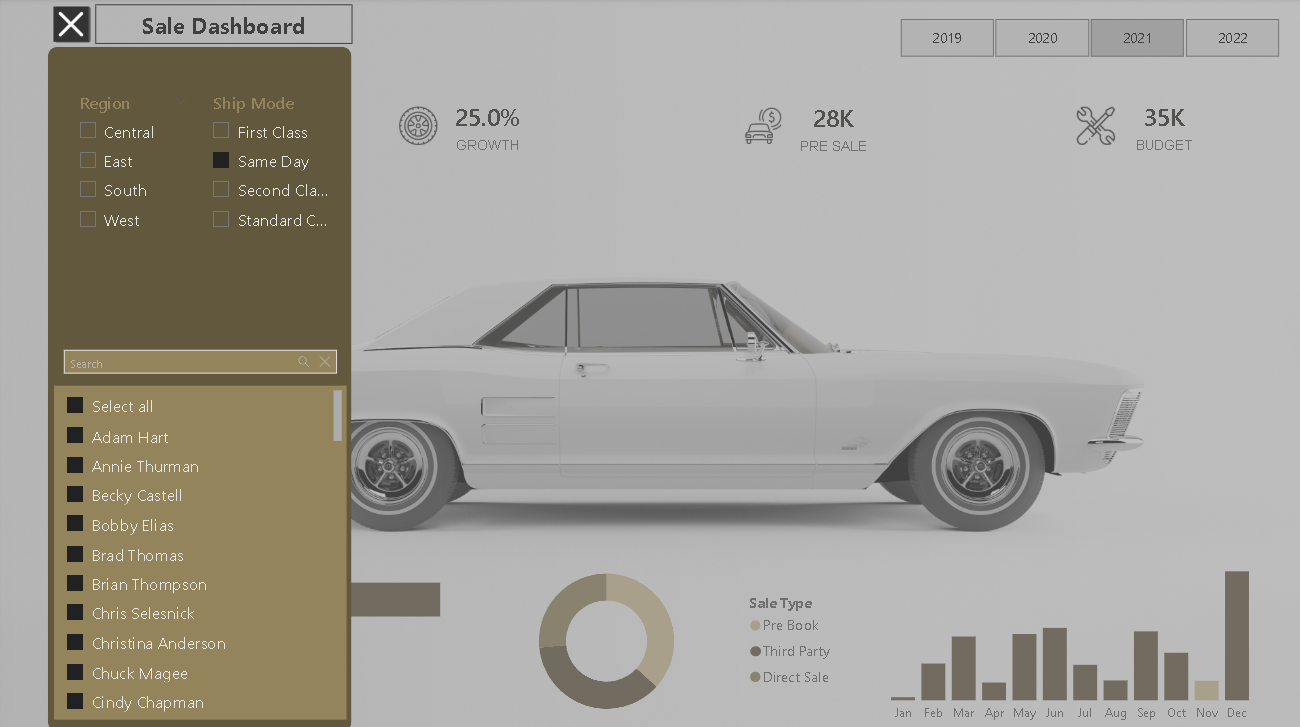 Sale Dashboard
2019
2020
2021
2022
Region
Central
East
South
West
Ship Mode
First Class
Same Day
Second Cla...
Standard C...
25.0%
GROWTH
28K
PRE SALE
35K
BUDGET
Search
Select all
Adam Hart
Annie Thurman
Becky Castell
Bobby Elias
Brad Thomas
Brian Thompson
Chris Selesnick
Christina Anderson
Chuck Magee
Cindy Chapman
Sale Type
Pre Book
Third Party
Direct Sale
Jan Feb Mar Apr May Jun Jul Aug Sep Oct Nov Dec